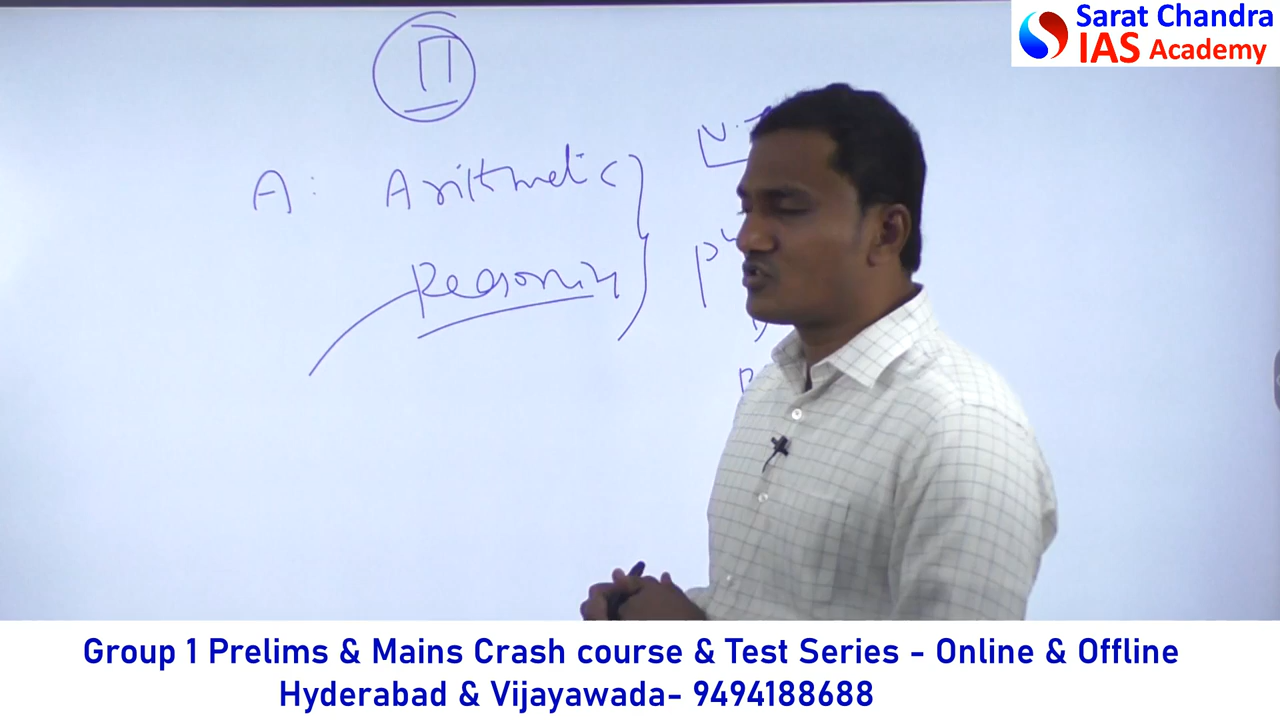 Sarat Chandra
IAS Academy
II
A: Arithmetic
Reasoning
Group 1 Prelims & Mains Crash course & Test Series - Online & Offline
Hyderabad & Vijayawada- 9494188688